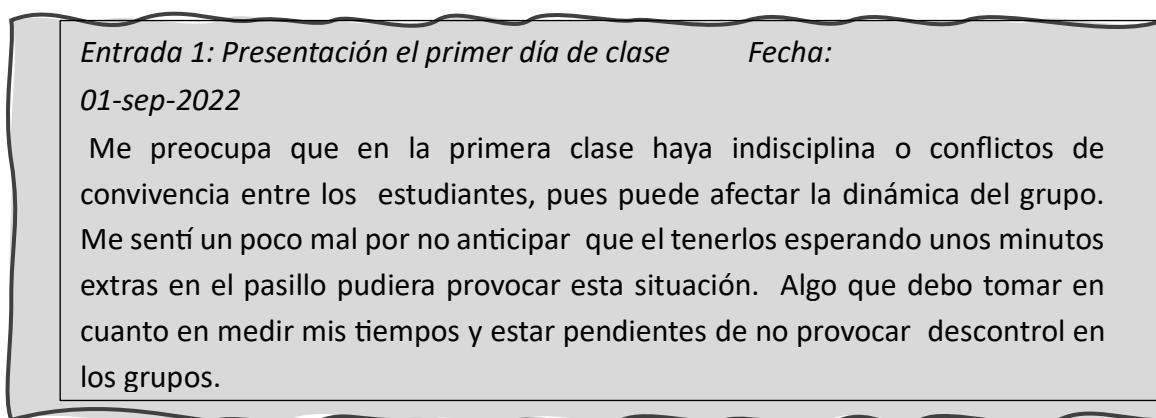 Entrada 1: Presentación el primer día de clase Fecha:
01-sep-2022
Me preocupa que en la primera clase haya indisciplina o conflictos de
convivencia entre los estudiantes, pues puede afectar la dinámica del grupo.
Me sentí un poco mal por no anticipar que el tenerlos esperando unos minutos
extras en el pasillo pudiera provocar esta situación. Algo que debo tomar en
cuanto en medir mis tiempos y estar pendientes de no provocar descontrol en
los grupos.